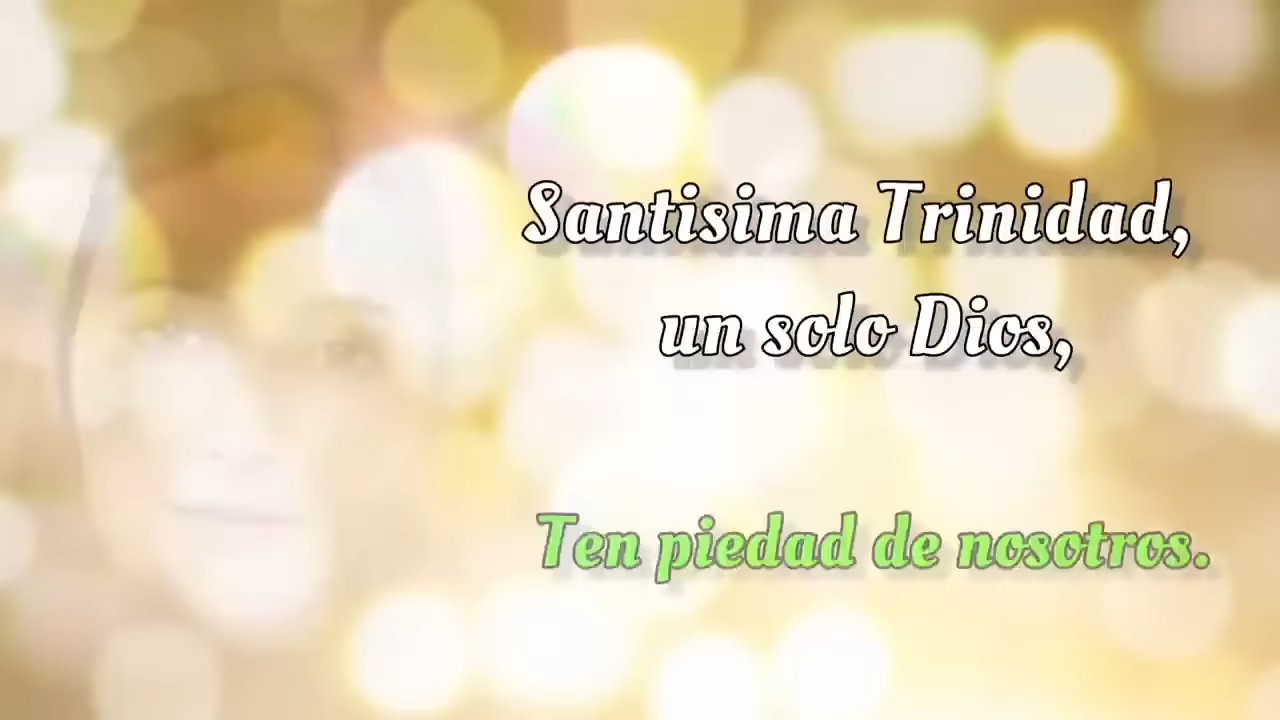 Santisima Trinidad,
un solo Dios,
Ten piedad de nosotros.